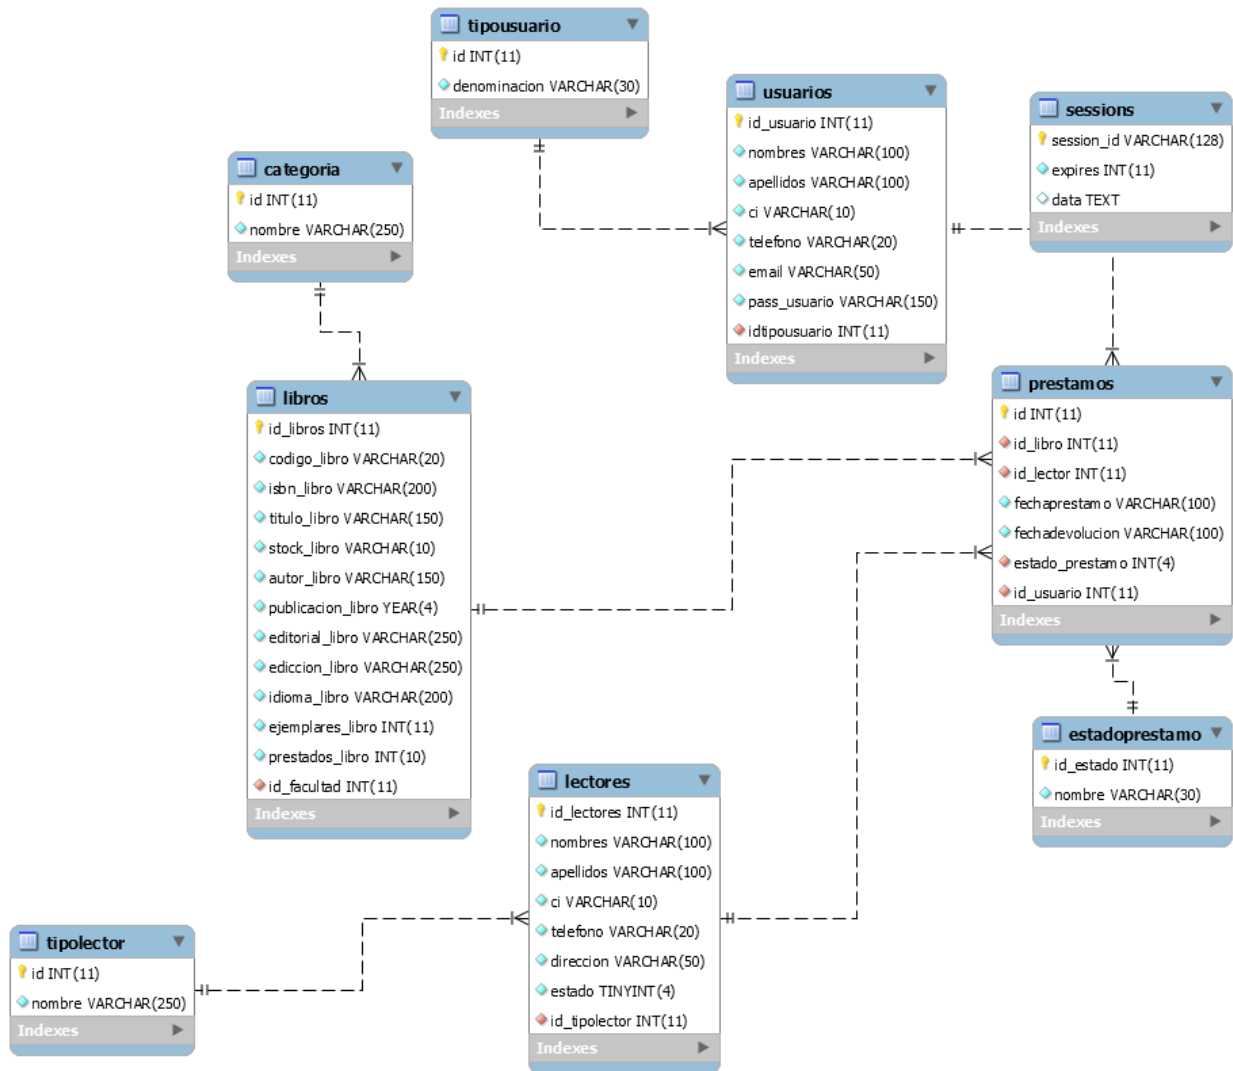 tipousuario
id INT(11)
denominacion VARCHAR(30)
Indexes
usuarios
id_usuario INT(11)
nombres VARCHAR(100)
apellidos VARCHAR(100)
ci VARCHAR(10)
telefono VARCHAR(20)
email VARCHAR(50)
pass_usuario VARCHAR(150)
idtipousuario INT(11)
Indexes
sessions
session_id VARCHAR(128)
expires INT(11)
data TEXT
Indexes
categoria
id INT(11)
nombre VARCHAR(250)
Indexes
libros
id_libros INT(11)
codigo_libro VARCHAR(20)
isbn_libro VARCHAR(200)
titulo_libro VARCHAR(150)
stock_libro VARCHAR(10)
autor_libro VARCHAR(150)
publicacion_libro YEAR(4)
editorial_libro VARCHAR(250)
ediccion_libro VARCHAR(250)
idioma_libro VARCHAR(200)
ejemplares_libro INT(11)
prestados_libro INT(10)
id_facultad INT(11)
Indexes
prestamos
id INT(11)
id_libro INT(11)
id_lector INT(11)
fechaprestamo VARCHAR(100)
fechadevolucion VARCHAR(100)
estado_prestamo INT(4)
id_usuario INT(11)
Indexes
estadoprestamo
id_estado INT(11)
nombre VARCHAR(30)
Indexes
lectores
id_lectores INT(11)
nombres VARCHAR(100)
apellidos VARCHAR(100)
ci VARCHAR(10)
telefono VARCHAR(20)
direccion VARCHAR(50)
estado TINYINT(4)
id_tipolector INT(11)
Indexes
tipolector
id INT(11)
nombre VARCHAR(250)
Indexes